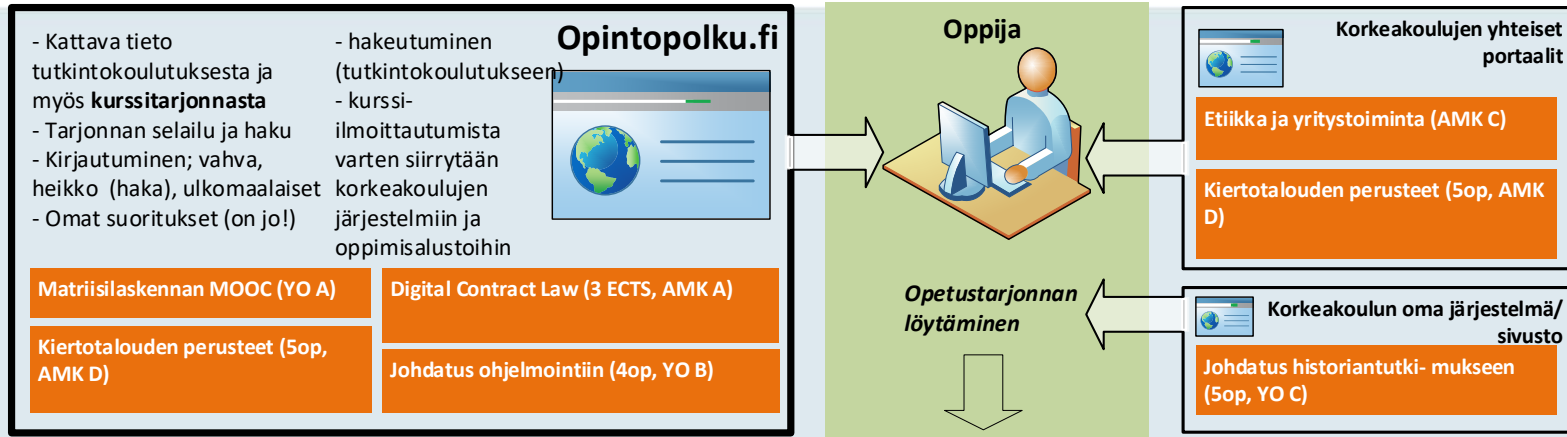 Opintopolku.fi
- Kattava tieto
tutkintokoulutuksesta ja
myös kurssitarjonnasta
- Tarjonnan selailu ja haku
- Kirjautuminen; vahva,
heikko (haka), ulkomaalaiset
- Omat suoritukset (on jo!)
- hakeutuminen
(tutkintokoulutukseen)
- kurssi-
ilmoittautumista
varten siirrytään
korkeakoulujen
järjestelmiin ja
oppimisalustoihin
Matriisilaskennan MOOC (YO A)
Kiertotalouden perusteet (5op,
AMK D)
Digital Contract Law (3 ECTS, AMK A)
Johdatus ohjelmointiin (4op, YO B)
Oppija
Opetustarjonnan
löytäminen
Korkeakoulujen yhteiset
portaalit
Etiikka ja yritystoiminta (AMK C)
Kiertotalouden perusteet (5op, AMK
D)
Korkeakoulun oma järjestelmä/
sivusto
Johdatus historiantutki- mukseen
(5op, YO C)